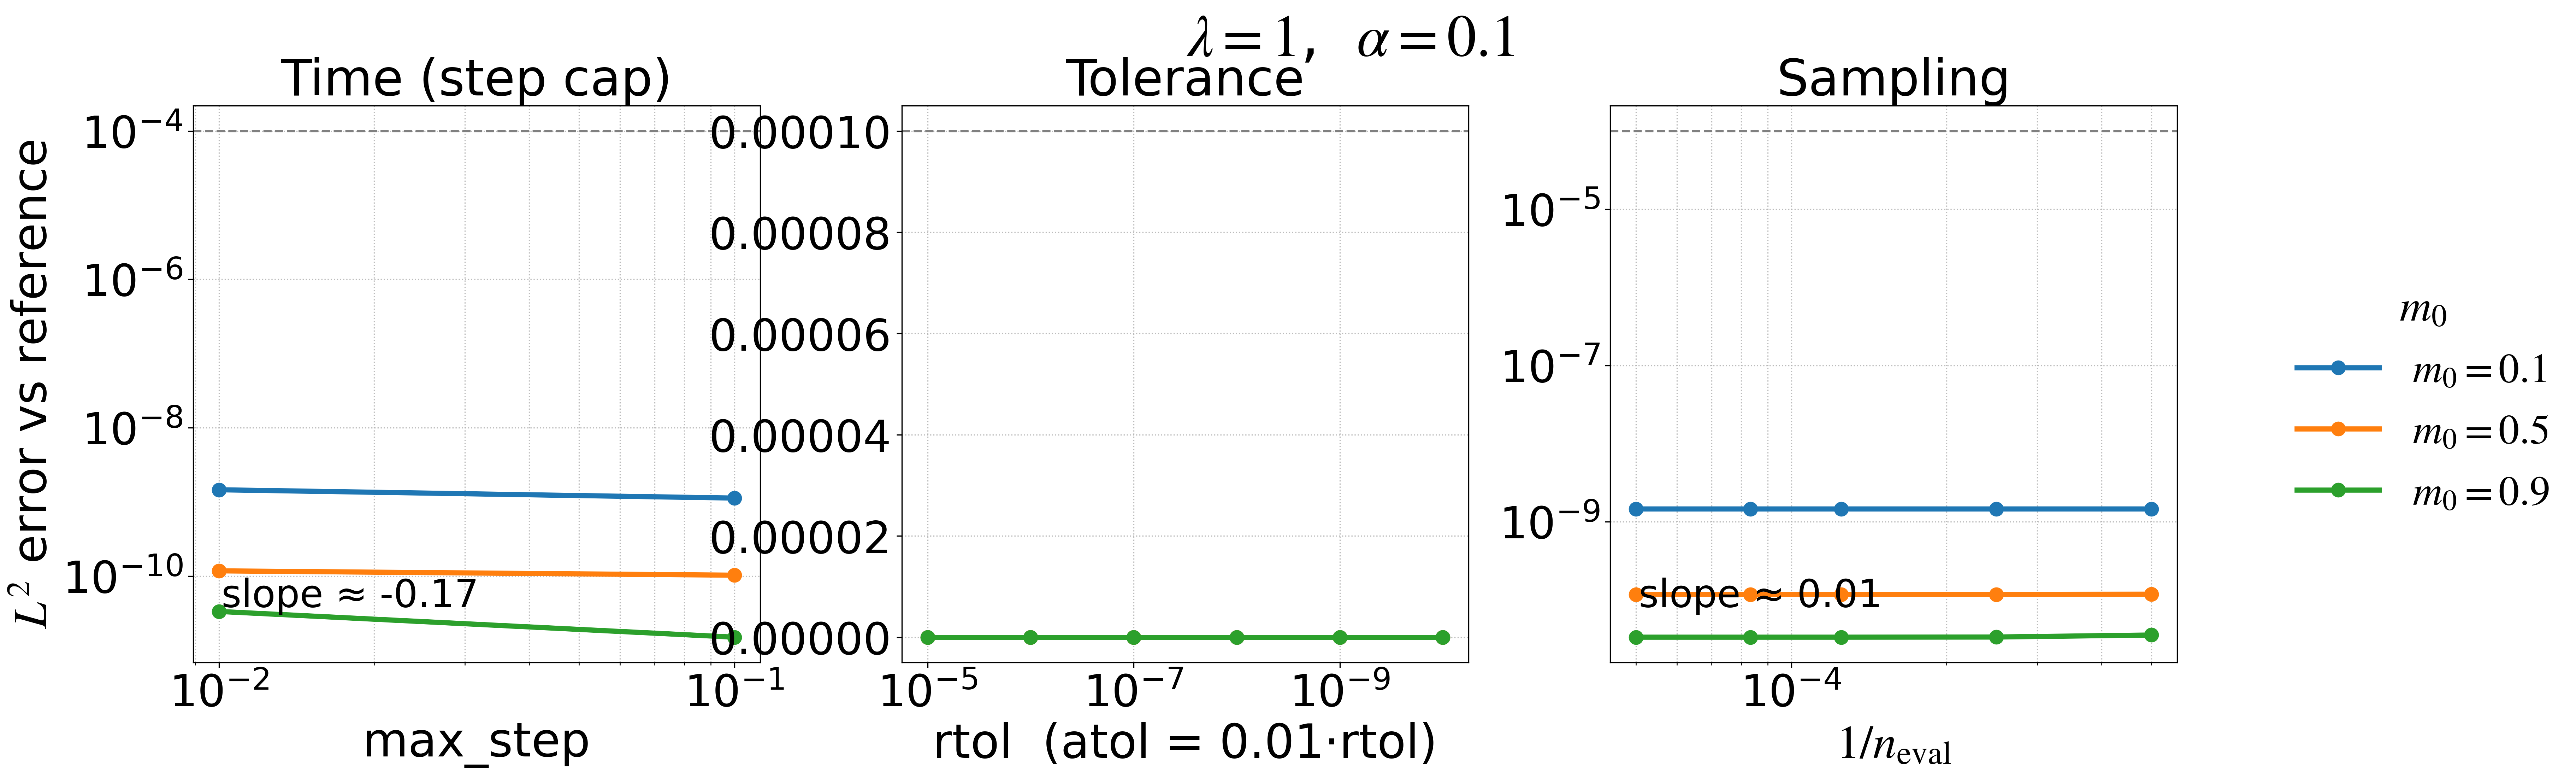 λ = 1, α = 0.1
Time (step cap)
L² error vs reference
10⁻⁴
10⁻⁶
10⁻⁸
10⁻¹⁰
slope ≈ -0.17
10⁻² 10⁻¹
max_step
Tolerance
0.00010
0.00008
0.00006
0.00004
0.00002
0.00000
10⁻⁵ 10⁻⁷ 10⁻⁹
rtol (atol = 0.01·rtol)
Sampling
10⁻⁵
10⁻⁷
10⁻⁹
slope ≈ 0.01
10⁻⁴
1/n_eval
m₀
m₀ = 0.1
m₀ = 0.5
m₀ = 0.9